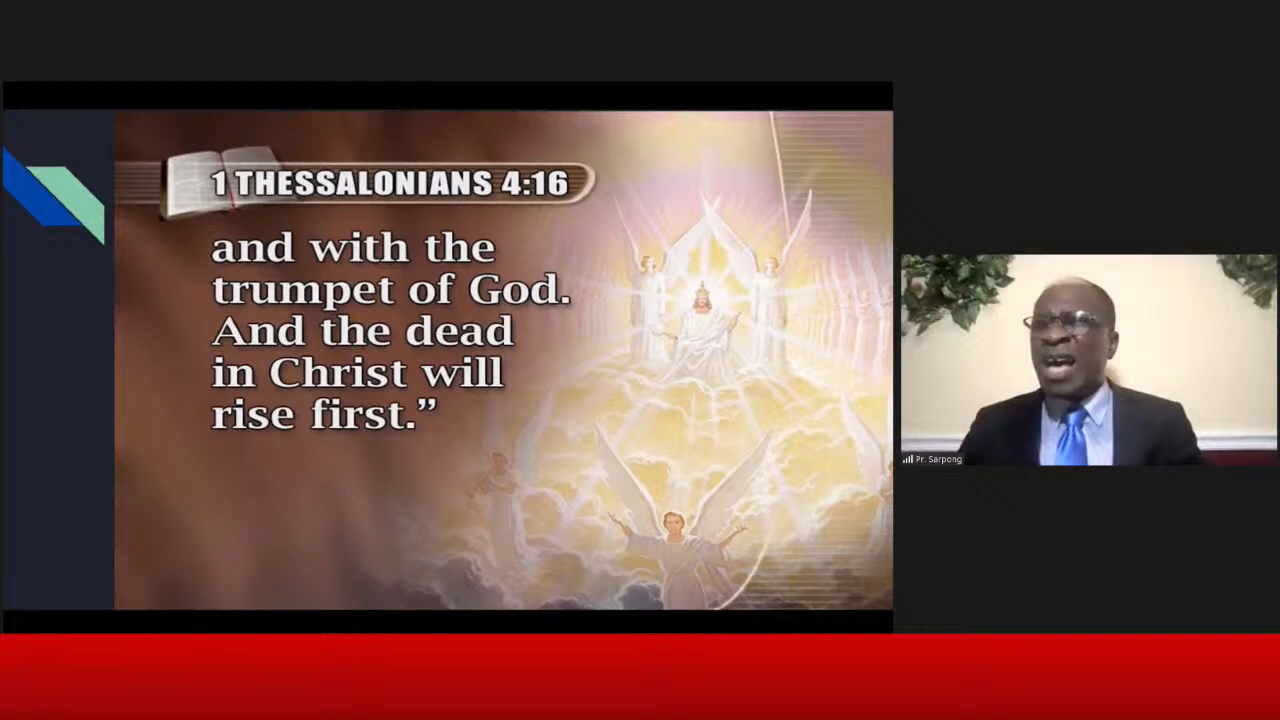 1 THESSALONIANS 4:16
and with the
trumpet of God.
And the dead
in Christ will
rise first.”
Pr. Sarpong